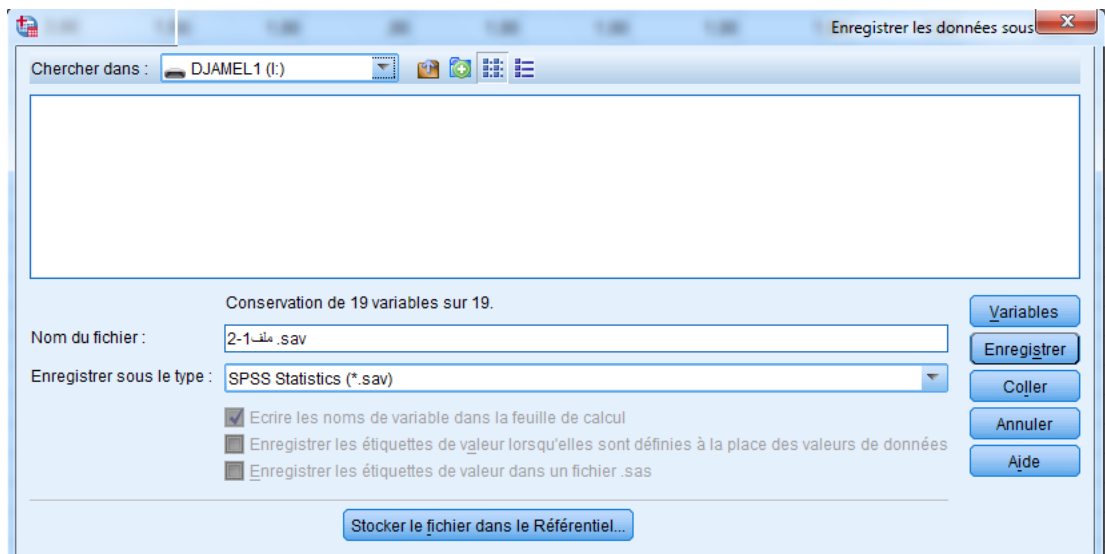 Enregistrer les données sous
Chercher dans : DJAMEL1 (I:)
Conservation de 19 variables sur 19.
Nom du fichier : 2-1ملف .sav
Enregistrer sous le type : SPSS Statistics (*.sav)
Ecrire les noms de variable dans la feuille de calcul
Enregistrer les étiquettes de valeur lorsqu'elles sont définies à la place des valeurs de données
Enregistrer les étiquettes de valeur dans un fichier .sas
Variables
Enregistrer
Coller
Annuler
Aide
Stocker le fichier dans le Référentiel...